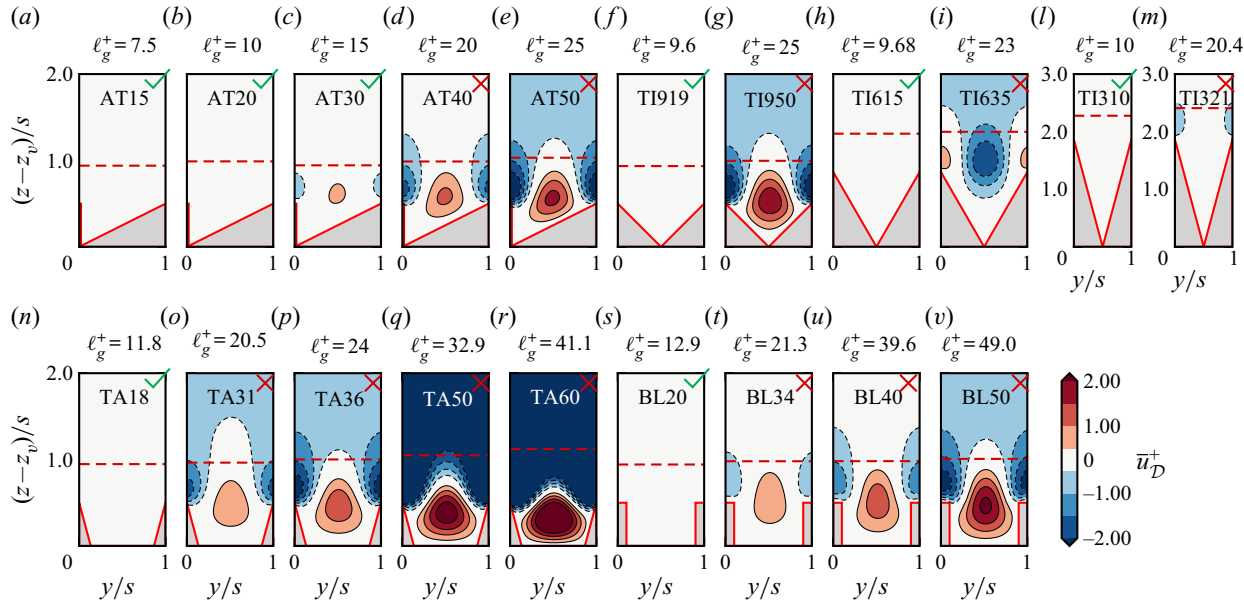 (a) (b) (c) (d) (e) (f) (g) (h) (i) (l) (m)
ℓg+ = 7.5 ℓg+ = 10 ℓg+ = 15 ℓg+ = 20 ℓg+ = 25 ℓg+ = 9.6 ℓg+ = 25 ℓg+ = 9.68 ℓg+ = 23 ℓg+ = 10 ℓg+ = 20.4
2.0 3.0 3.0
AT15 AT20 AT30 AT40 AT50 TI919 TI950 TI615 TI635 TI310 TI321
2.0 2.0
(z – zv)/s
1.0 1.0 1.0
0 1 0 1 0 1 0 1 0 1 0 1 0 1 0 1 0 1 0 1 0 1
y/s y/s
(n) (o) (p) (q) (r) (s) (t) (u) (v)
ℓg+ = 11.8 ℓg+ = 20.5 ℓg+ = 24 ℓg+ = 32.9 ℓg+ = 41.1 ℓg+ = 12.9 ℓg+ = 21.3 ℓg+ = 39.6 ℓg+ = 49.0
2.0
TA18 TA31 TA36 TA50 TA60 BL20 BL34 BL40 BL50
(z – zv)/s
1.0
0 1 0 1 0 1 0 1 0 1 0 1 0 1 0 1 0 1
y/s y/s y/s y/s y/s y/s y/s y/s y/s
2.00
1.00
0
–1.00
–2.00
u̅D+